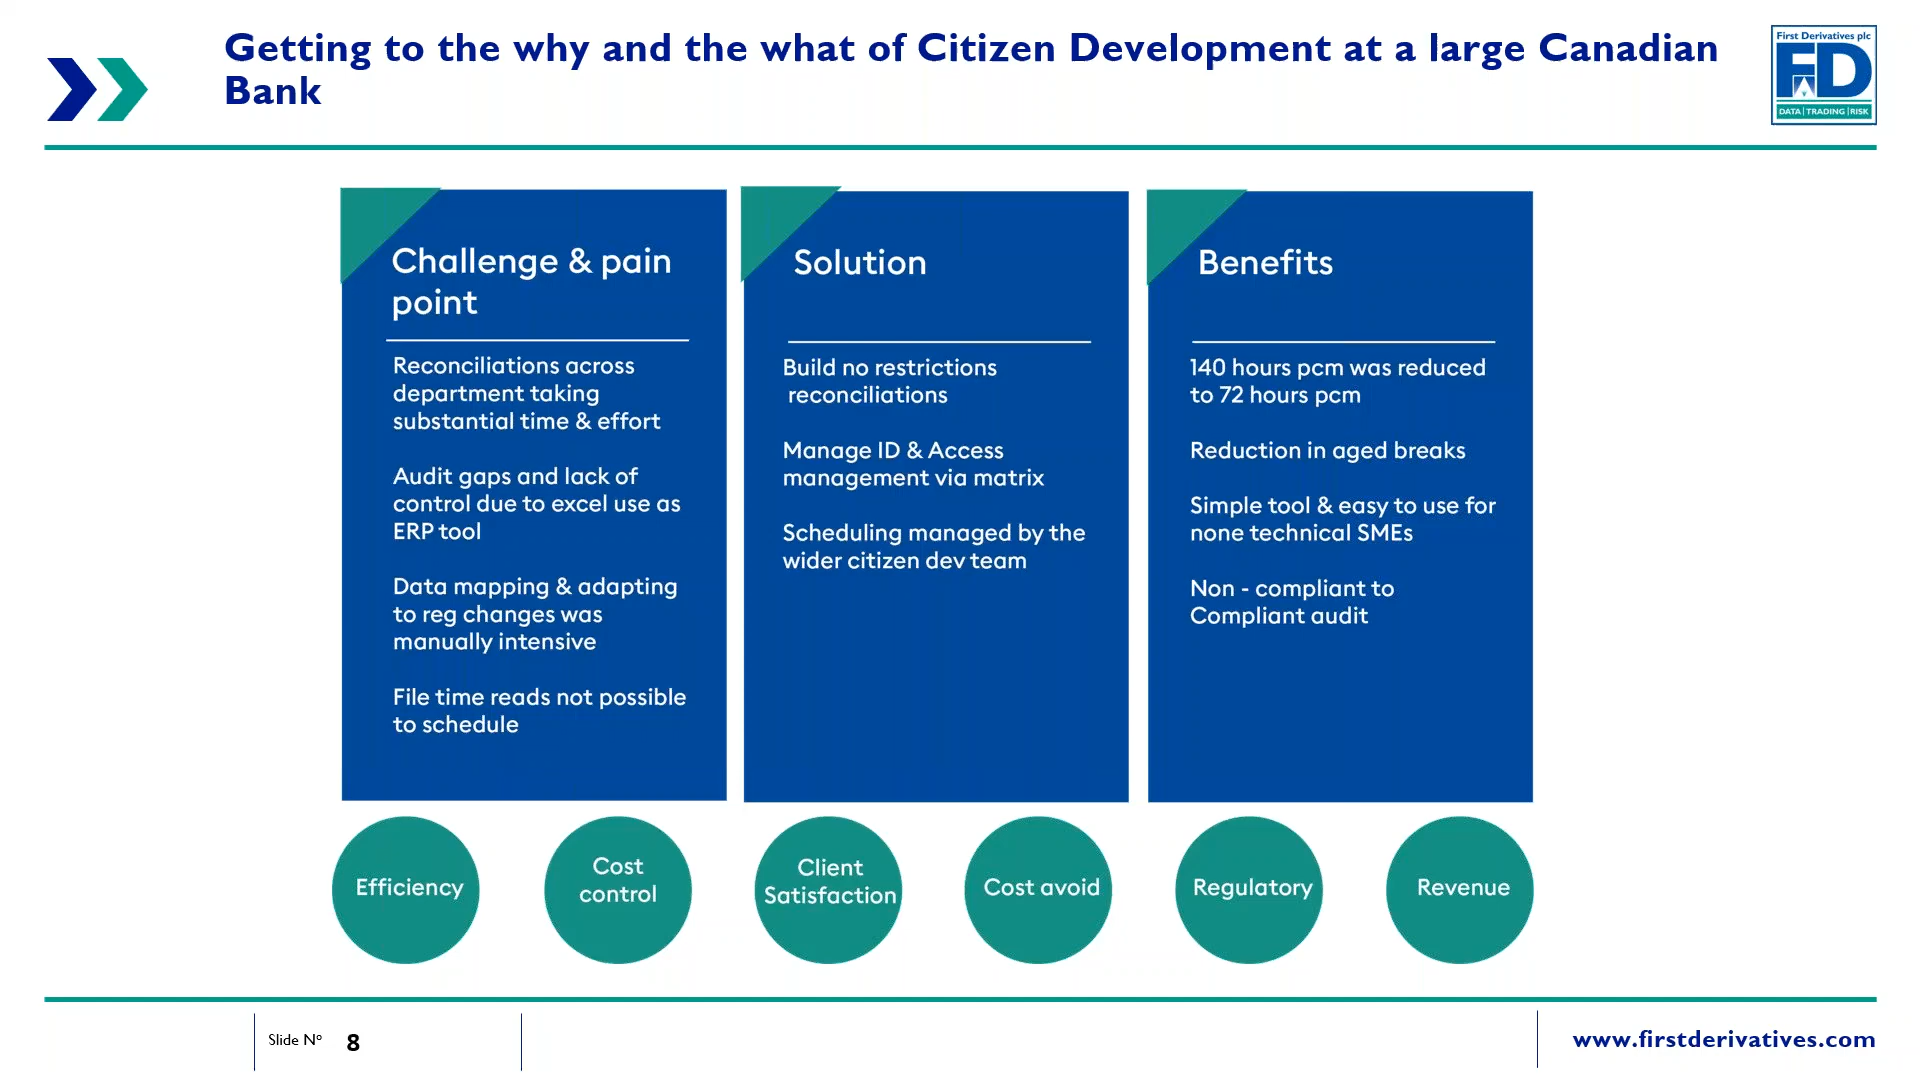 Getting to the why and the what of Citizen Development at a large Canadian
Bank
First Derivatives plc
FD
DATA | TRADING | RISK
Challenge & pain
point
Reconciliations across
department taking
substantial time & effort
Audit gaps and lack of
control due to excel use as
ERP tool
Data mapping & adapting
to reg changes was
manually intensive
File time reads not possible
to schedule
Solution
Build no restrictions
reconciliations
Manage ID & Access
management via matrix
Scheduling managed by the
wider citizen dev team
Benefits
140 hours pcm was reduced
to 72 hours pcm
Reduction in aged breaks
Simple tool & easy to use for
none technical SMEs
Non - compliant to
Compliant audit
Efficiency
Cost
control
Client
Satisfaction
Cost avoid
Regulatory
Revenue
Slide Nº 8
www.firstderivatives.com